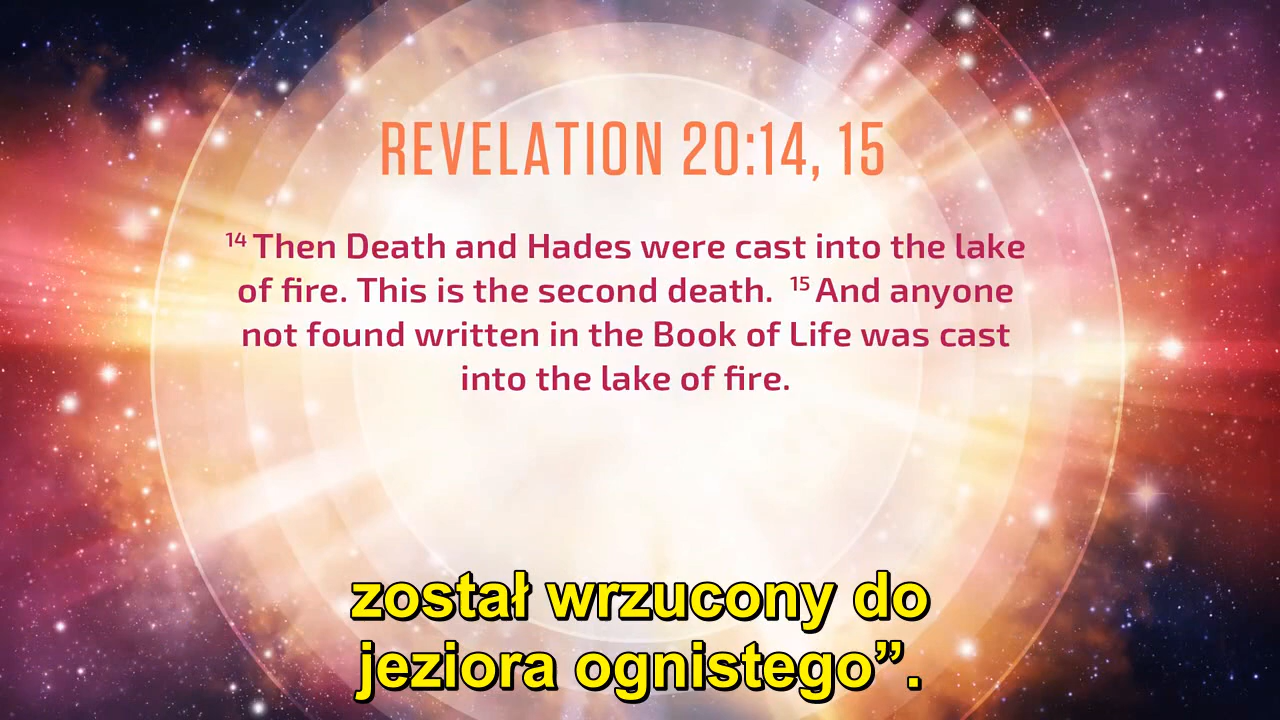 REVELATION 20:14, 15
14 Then Death and Hades were cast into the lake
of fire. This is the second death. 15 And anyone
not found written in the Book of Life was cast
into the lake of fire.
został wrzucony do
jeziora ognistego”.